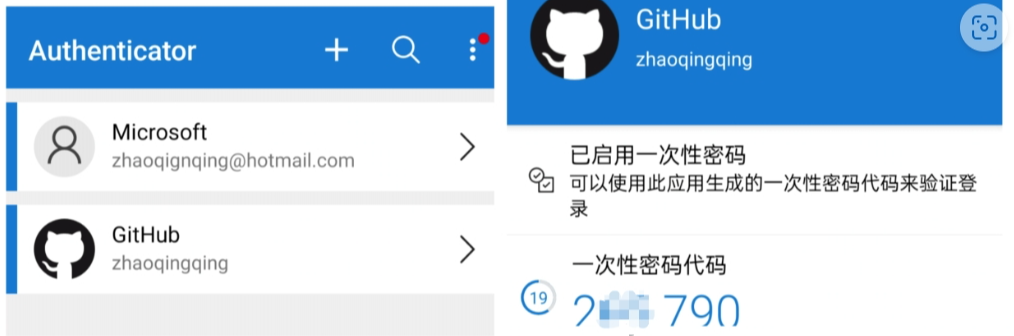 Authenticator
Microsoft
zhaoqignqing@hotmail.com
GitHub
zhaoqingqing
GitHub
zhaoqingqing
已启用一次性密码
可以使用此应用生成的一次性密码代码来验证登
录
一次性密码代码
19
2 790